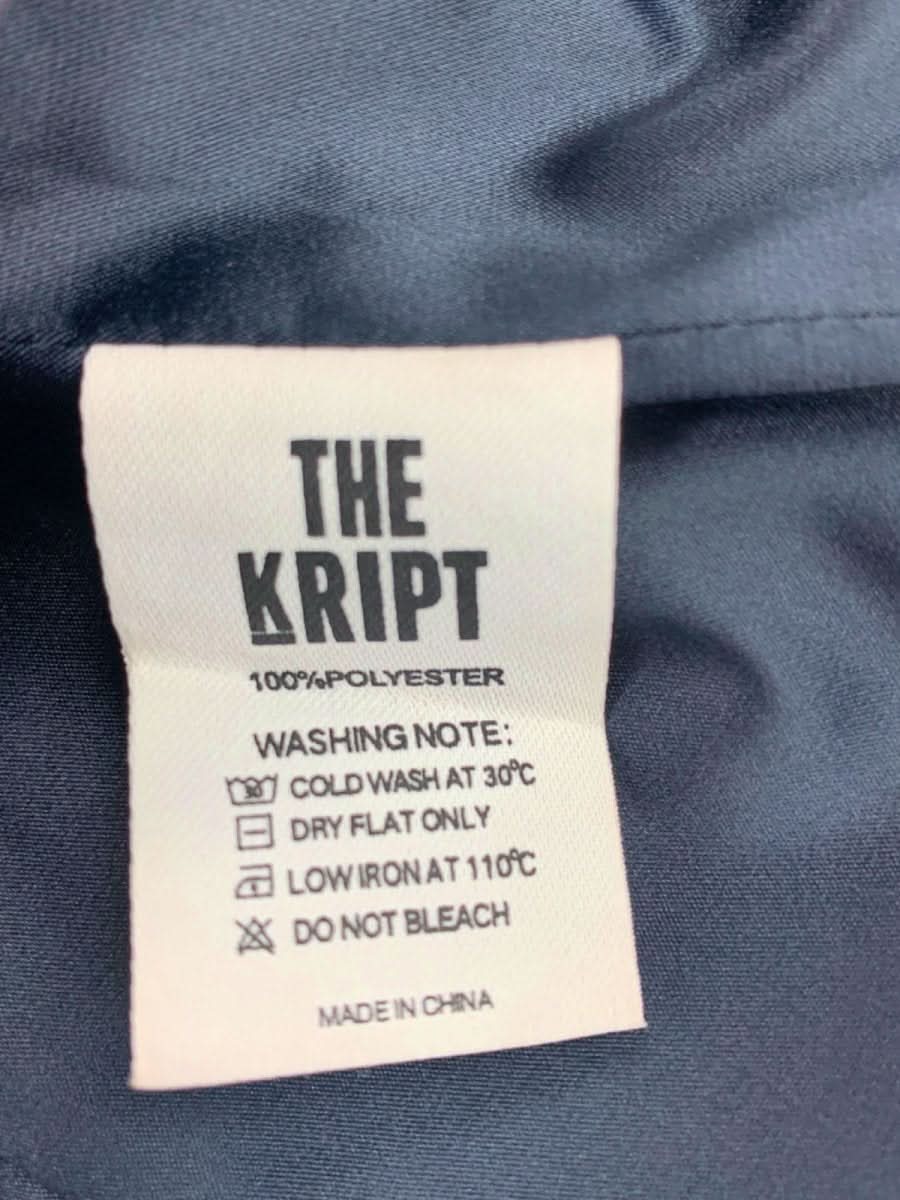 THE
KRIPT
100%POLYESTER
WASHING NOTE:
30 COLD WASH AT 30°C
DRY FLAT ONLY
LOW IRON AT 110°C
DO NOT BLEACH
MADE IN CHINA